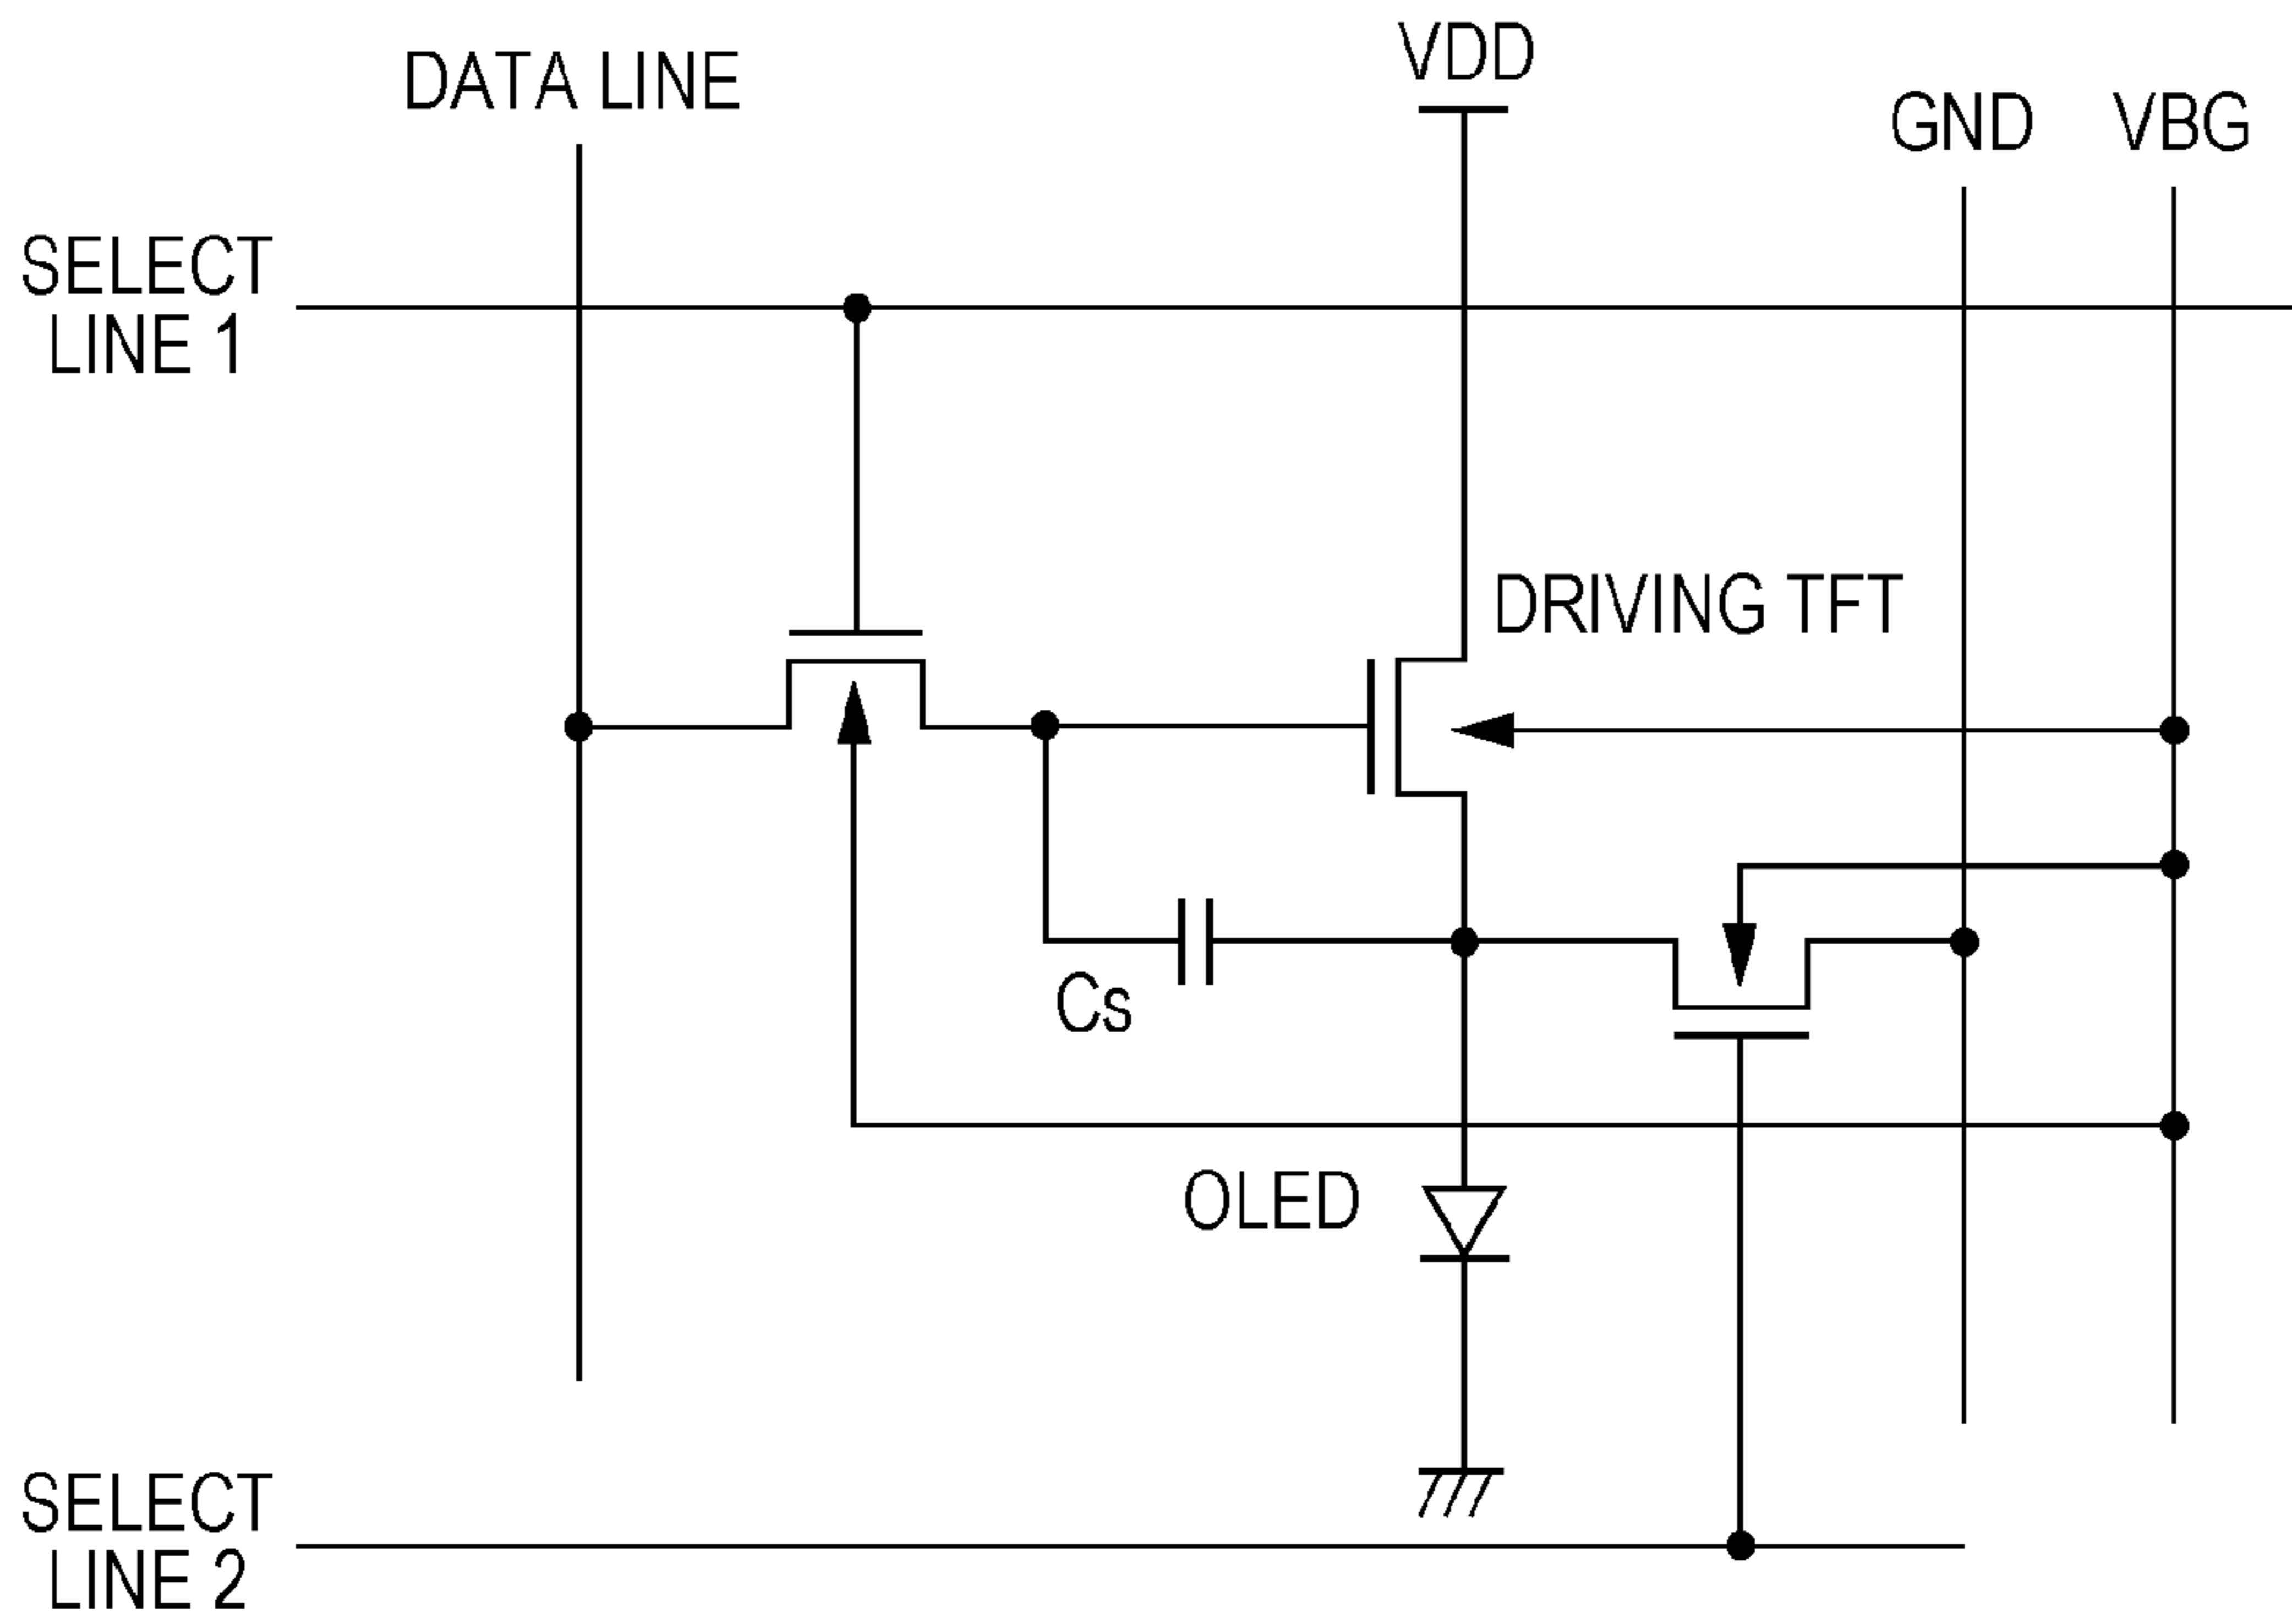 VDD
DATA LINE
GND
VBG
SELECT
LINE 1
DRIVING TFT
Cs
OLED
SELECT
LINE 2